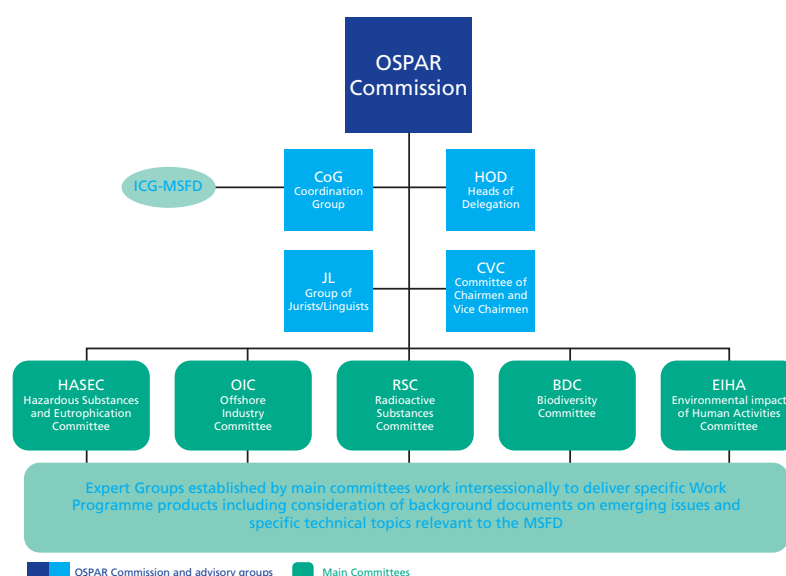 OSPAR
Commission
ICG-MSFD
CoG
Coordination
Group
HOD
Heads of
Delegation
JL
Group of
Jurists/Linguists
CVC
Committee of
Chairmen and
Vice Chairmen
HASEC
Hazardous Substances
and Eutrophication
Committee
OIC
Offshore
Industry
Committee
RSC
Radioactive
Substances
Committee
BDC
Biodiversity
Committee
EIHA
Environmental impact
of Human Activities
Committee
Expert Groups established by main committees work intersessionally to deliver specific Work
Programme products including consideration of background documents on emerging issues and
specific technical topics relevant to the MSFD
OSPAR Commission and advisory groups
Main Committees